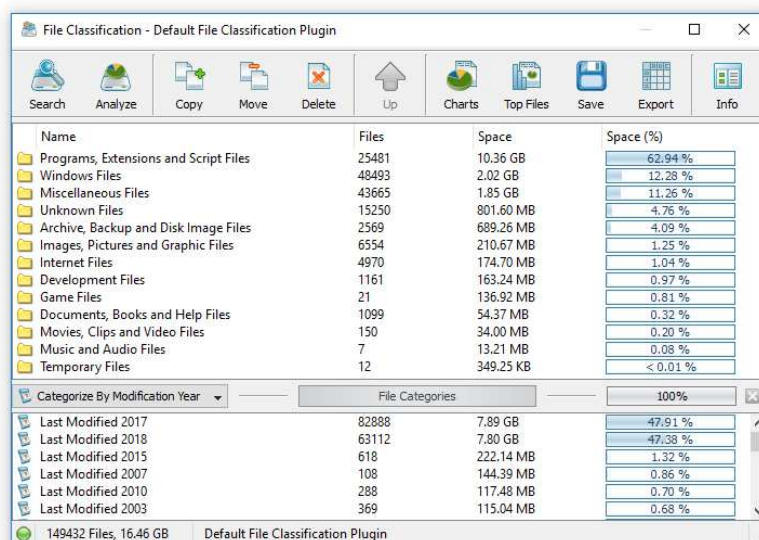 File Classification - Default File Classification Plugin
Search Analyze Copy Move Delete Up Charts Top Files Save Export Info
Name Files Space Space (%)
Programs, Extensions and Script Files 25481 10.36 GB 62.94 %
Windows Files 48493 2.02 GB 12.28 %
Miscellaneous Files 43665 1.85 GB 11.26 %
Unknown Files 15250 801.60 MB 4.76 %
Archive, Backup and Disk Image Files 2569 689.26 MB 4.09 %
Images, Pictures and Graphic Files 6554 210.67 MB 1.25 %
Internet Files 4970 174.70 MB 1.04 %
Development Files 1161 163.24 MB 0.97 %
Game Files 21 136.92 MB 0.81 %
Documents, Books and Help Files 1099 54.37 MB 0.32 %
Movies, Clips and Video Files 150 34.00 MB 0.20 %
Music and Audio Files 7 13.21 MB 0.08 %
Temporary Files 12 349.25 KB < 0.01 %
Categorize By Modification Year File Categories 100%
Last Modified 2017 82888 7.89 GB 47.91 %
Last Modified 2018 63112 7.80 GB 47.38 %
Last Modified 2015 618 222.14 MB 1.32 %
Last Modified 2007 108 144.39 MB 0.86 %
Last Modified 2010 288 117.48 MB 0.70 %
Last Modified 2003 369 115.04 MB 0.68 %
149432 Files, 16.46 GB Default File Classification Plugin